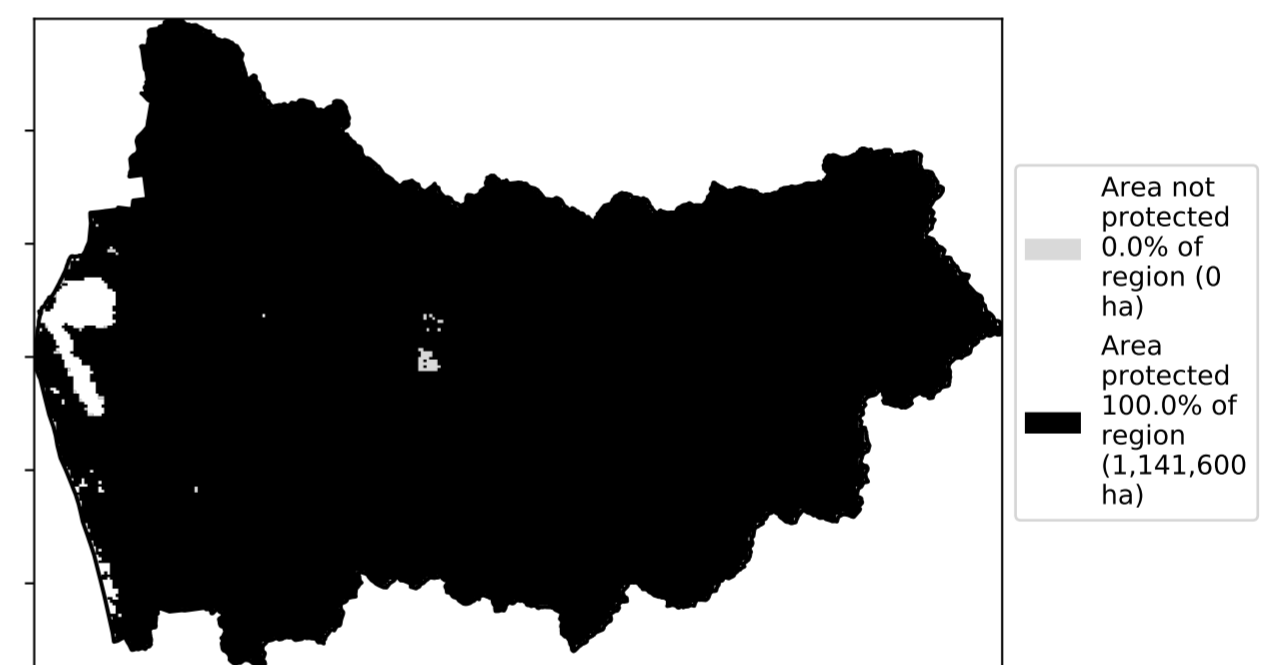 Area not
protected
0.0% of
region (0
ha)
Area
protected
100.0% of
region
(1,141,600
ha)